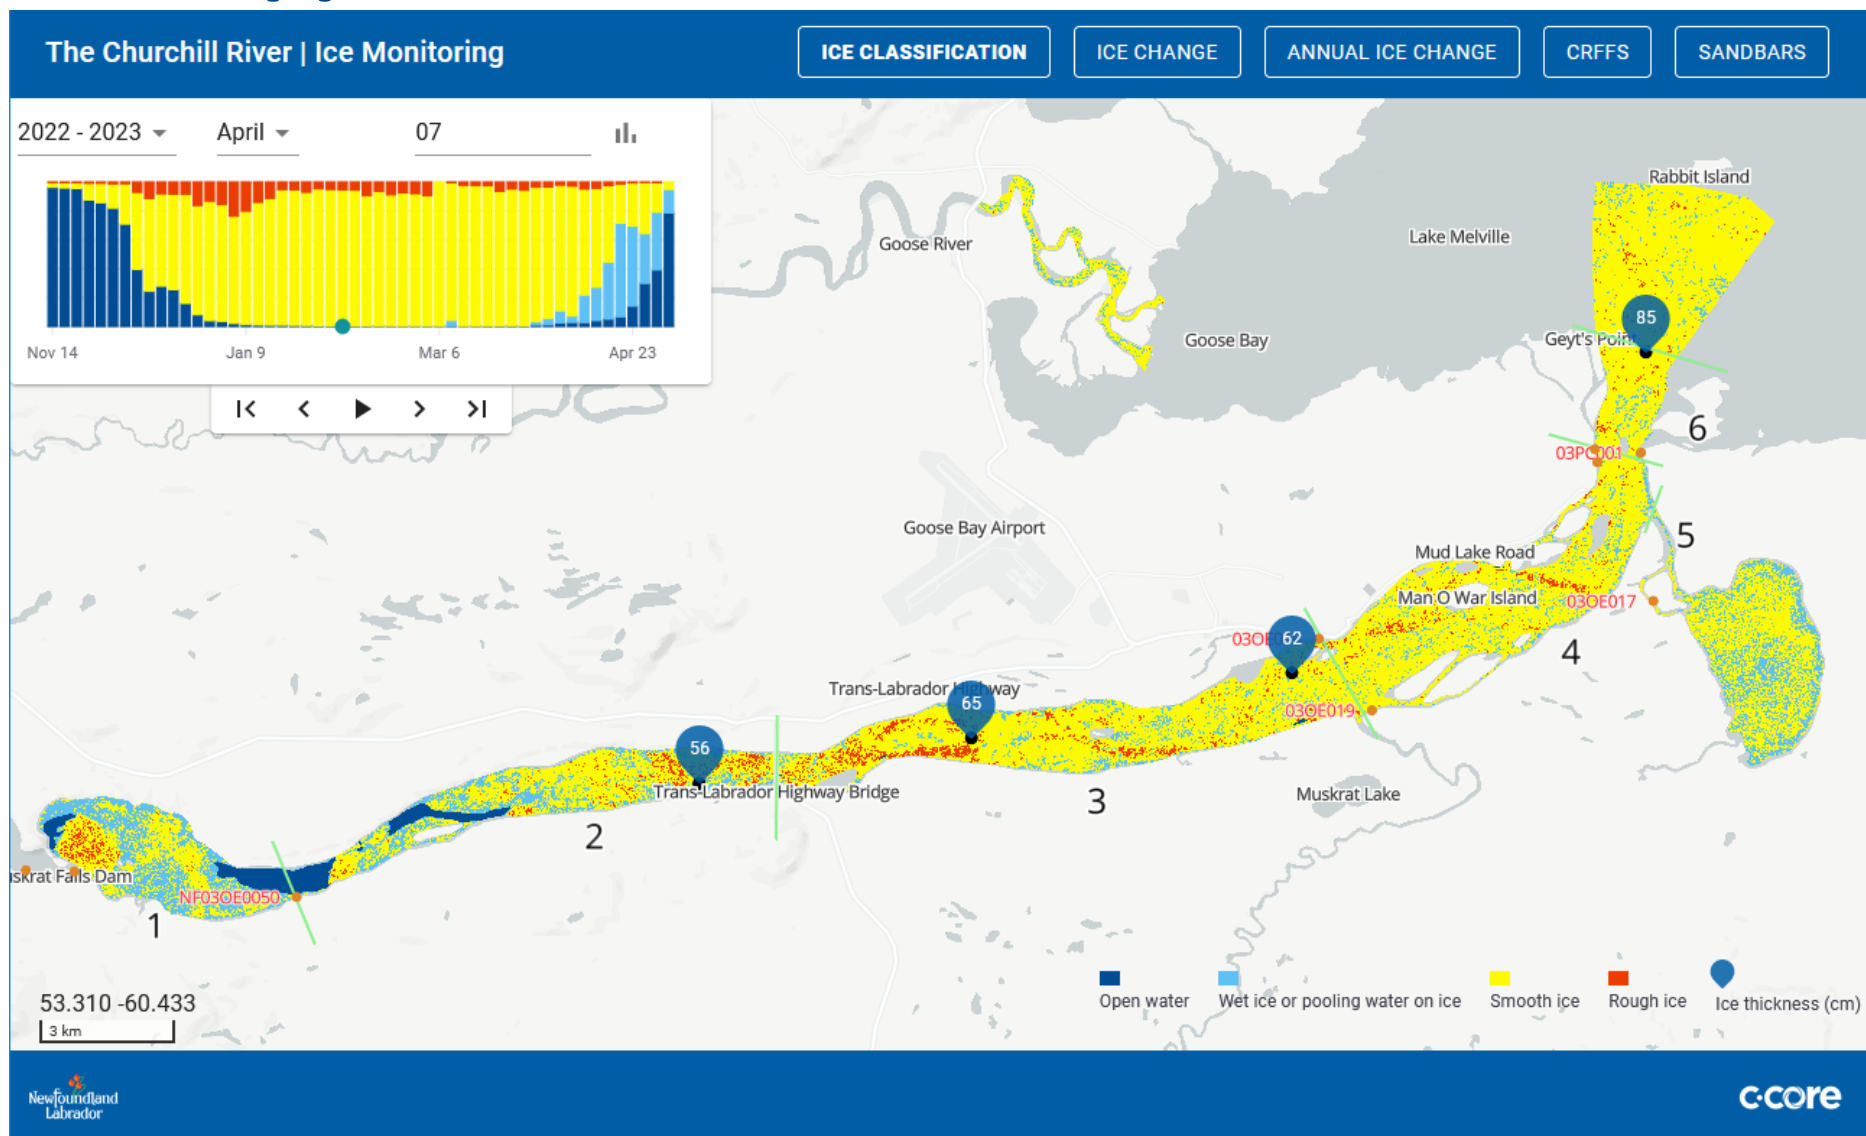 The Churchill River | Ice Monitoring
ICE CLASSIFICATION
ICE CHANGE
ANNUAL ICE CHANGE
CRFFS
SANDBARS
2022 - 2023
April
07
Nov 14
Jan 9
Mar 6
Apr 23
Rabbit Island
Goose River
Lake Melville
85
Goose Bay
Geyt's Point
6
03PC001
Goose Bay Airport
5
Mud Lake Road
Man O War Island
03OE017
62
4
Trans-Labrador Highway
65
03OE019
56
Trans-Labrador Highway Bridge
3
Muskrat Lake
2
Falls Dam
NF03OE0050
1
53.310 -60.433
3 km
Open water
Wet ice or pooling water on ice
Smooth ice
Rough ice
Ice thickness (cm)
Newfoundland
Labrador
c·core